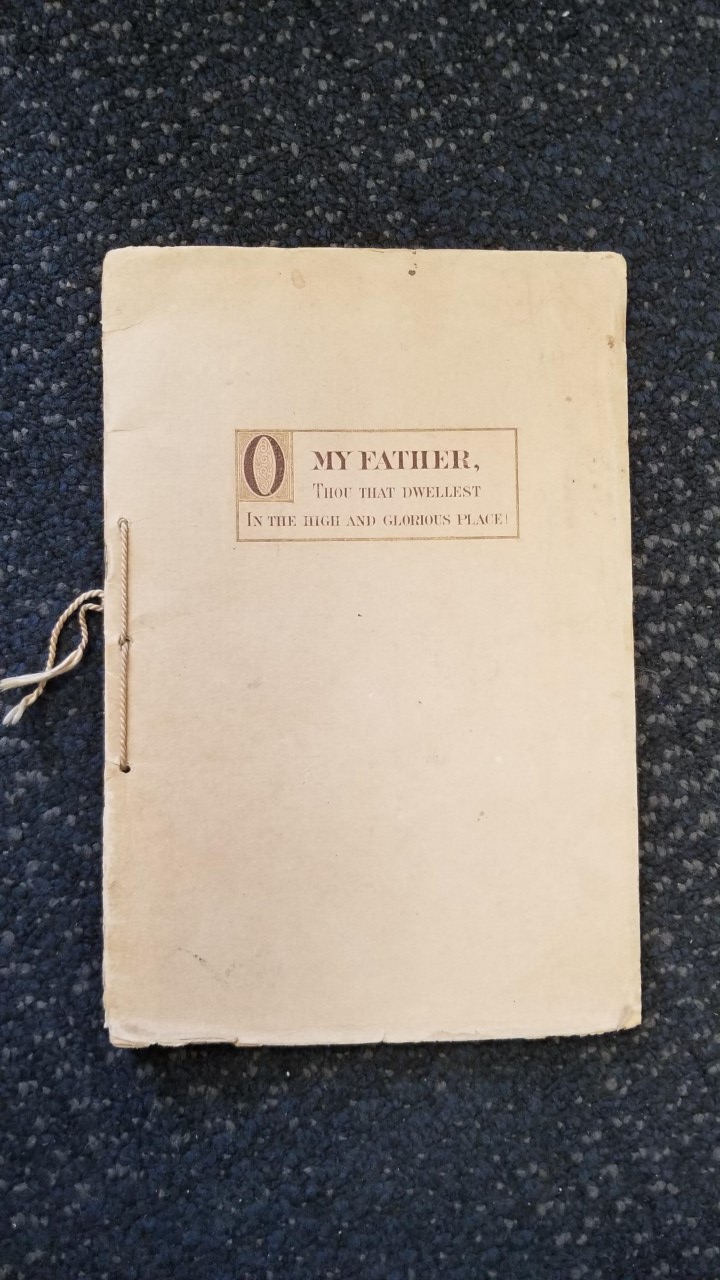 O MY FATHER,
THOU THAT DWELLEST
IN THE HIGH AND GLORIOUS PLACE!